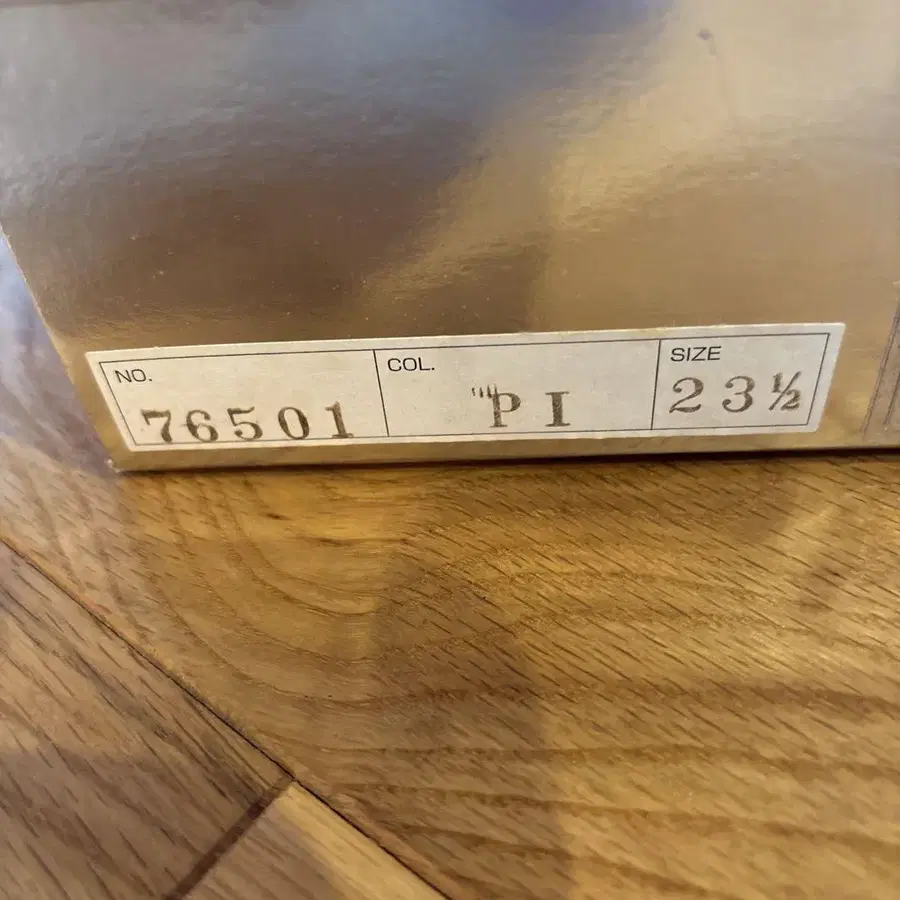 NO. COL. SIZE
76501 PI 23½